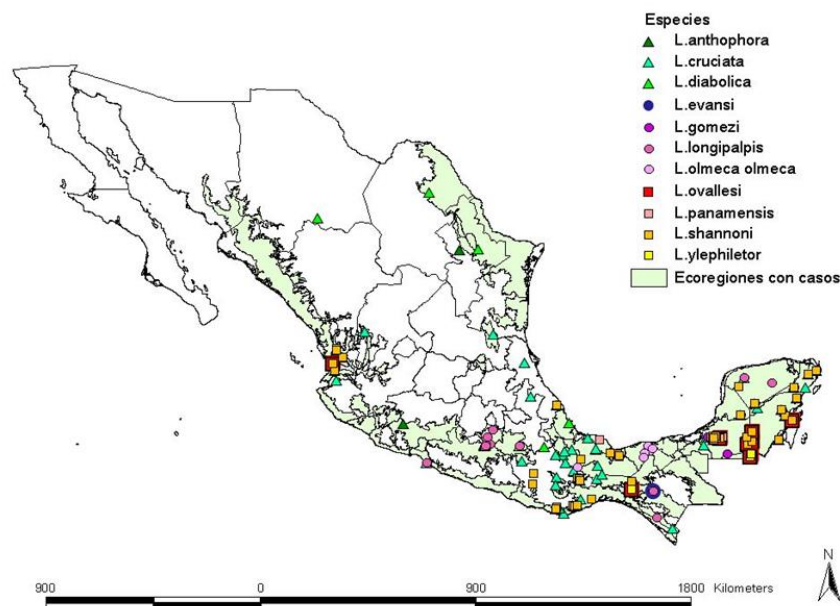 Especies
L.anthophora
L.cruciata
L.diabolica
L.evansi
L.gomezi
L.longipalpis
L.olmeca olmeca
L.ovallesi
L.panamensis
L.shannoni
L.ylephiletor
Ecoregiones con casos
N
900 0 900 1800 Kilometers